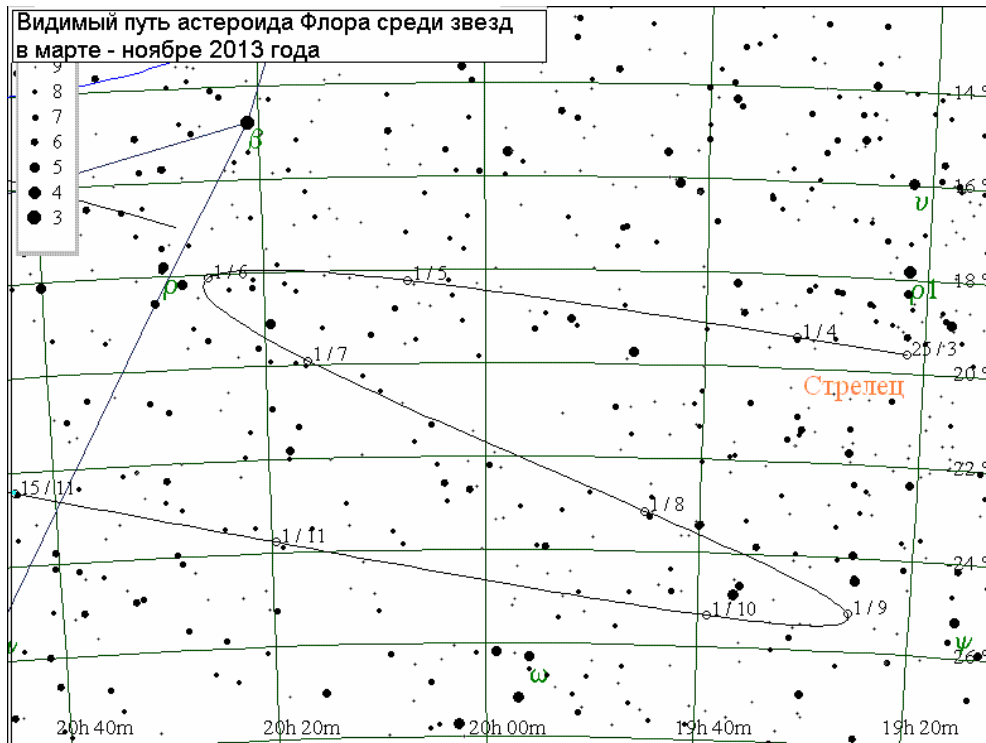 Видимый путь астероида Флора среди звезд
в марте - ноябре 2013 года
9
8
7
6
5
4
3
-14 °
β
-16 °
υ
1 / 6
1 / 5
-18 °
ρ
ρ1
1 / 4
25 / 3
1 / 7
-20 °
Стрелец
-22 °
15 / 11
1 / 8
1 / 11
-24 °
1 / 10
1 / 9
ψ
-26 °
ω
20h 40m
20h 20m
20h 00m
19h 40m
19h 20m